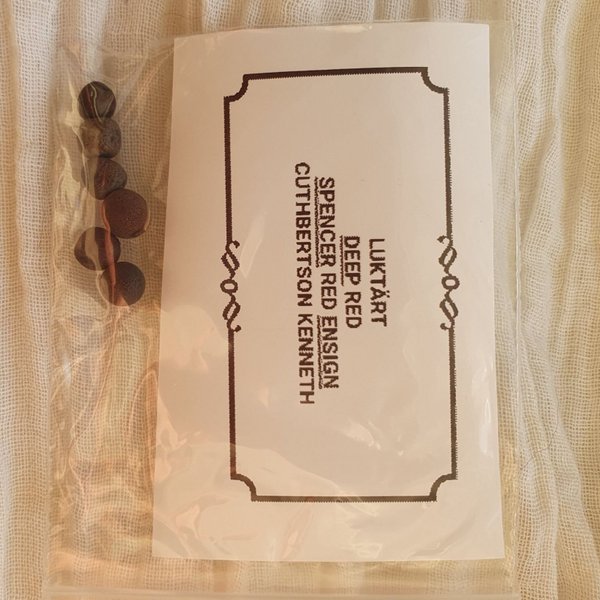 LUKTÄRT
DEEP RED
SPENCER RED ENSIGN
CUTHBERTSON KENNETH